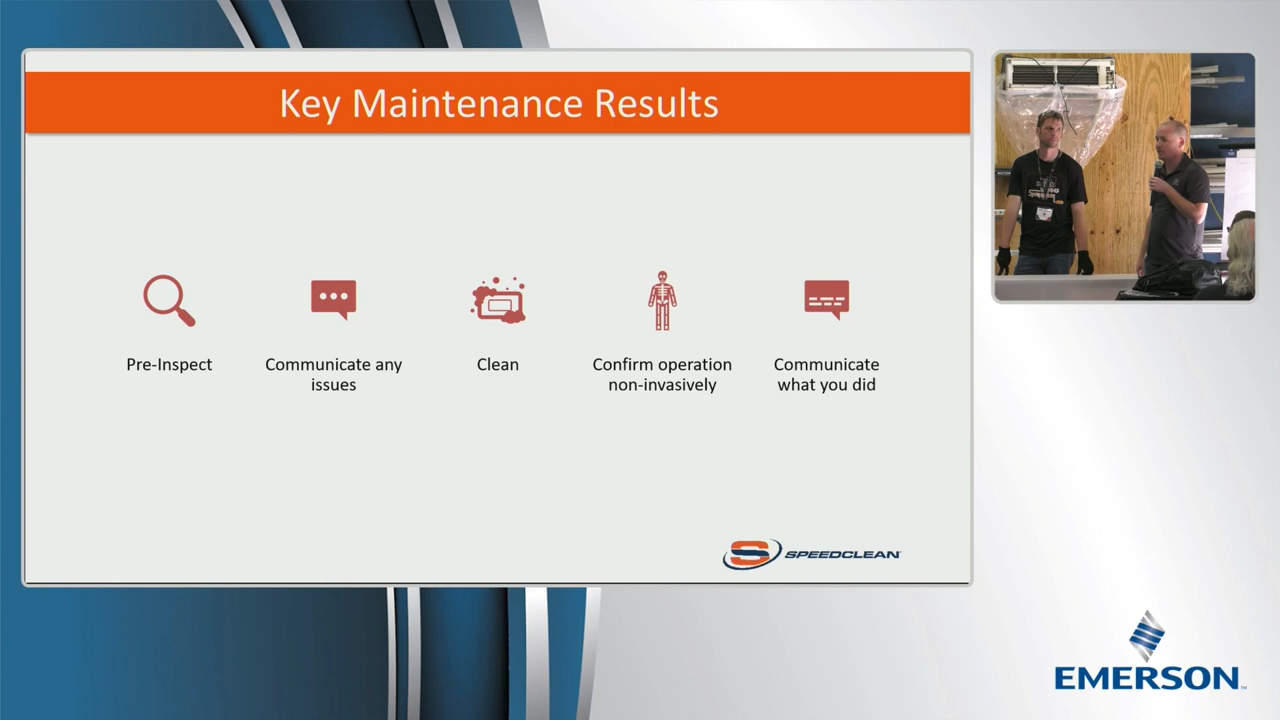 Key Maintenance Results
Pre-Inspect
Communicate any
issues
Clean
Confirm operation
non-invasively
Communicate
what you did
SPEEDCLEAN
EMERSON